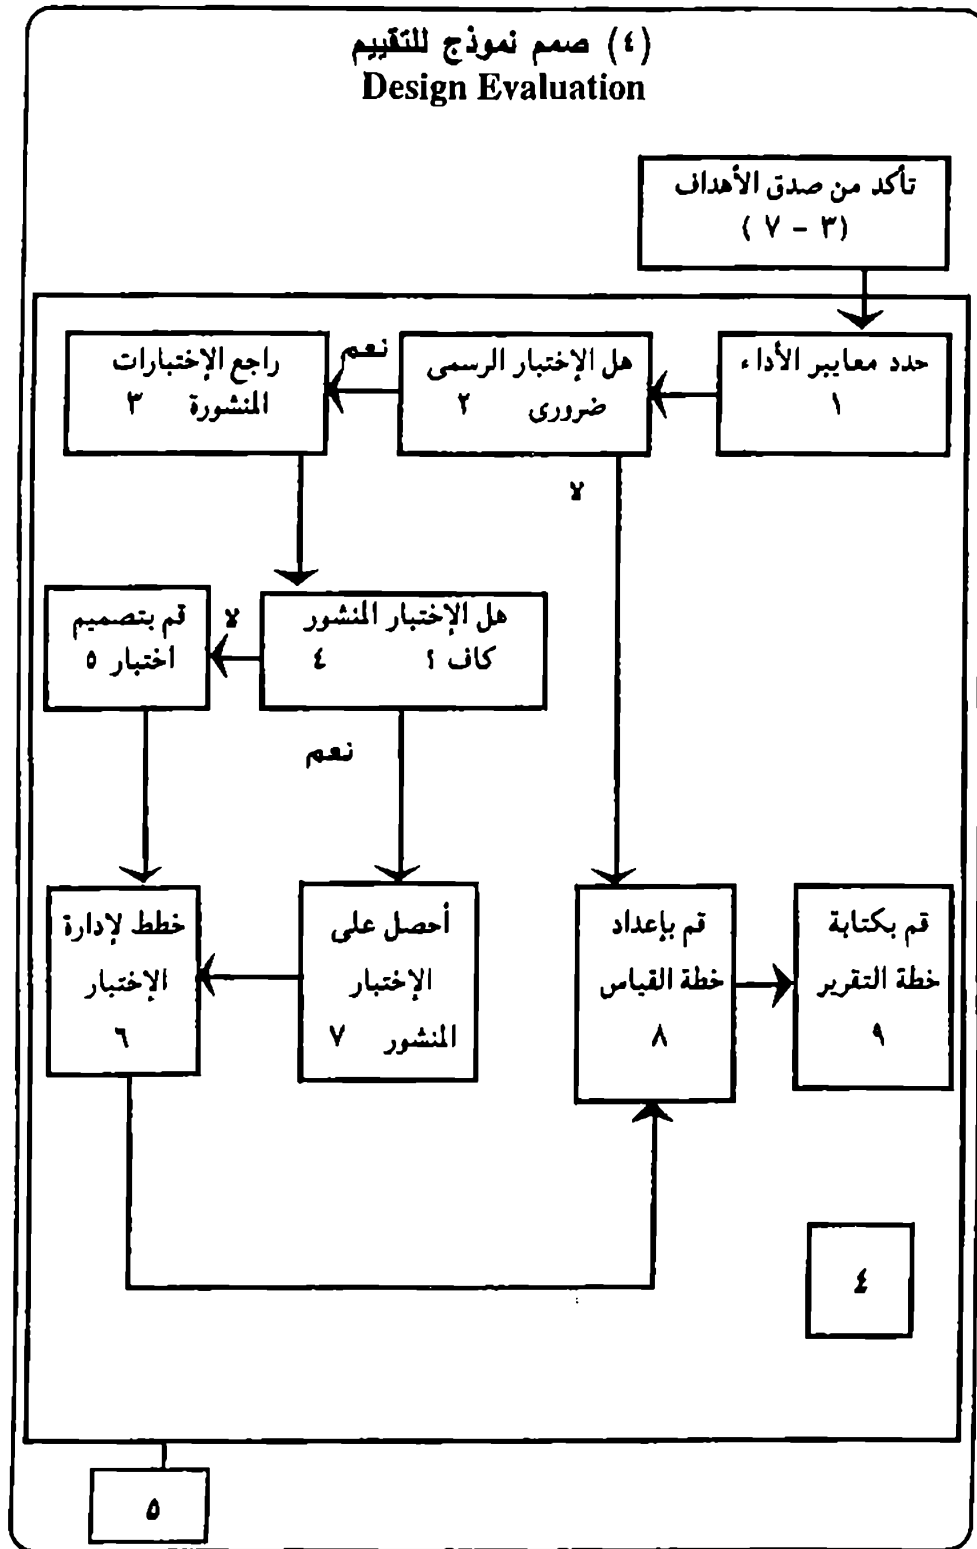 (٤) صمم نموذج للتقييم
Design Evaluation
تأكد من صدق الأهداف
(٣ - ٧)
حدد معايير الأداء
١
هل الإختبار الرسمى
ضرورى ٢
نعم
راجع الإختبارات
المنشورة ٣
لا
هل الإختبار المنشور
كاف ؟ ٤
لا
قم بتصميم
اختبار ٥
نعم
خطط لإدارة
الإختبار
٦
أحصل على
الإختبار
المنشور ٧
قم بإعداد
خطة القياس
٨
قم بكتابة
خطة التقرير
٩
٤
٥